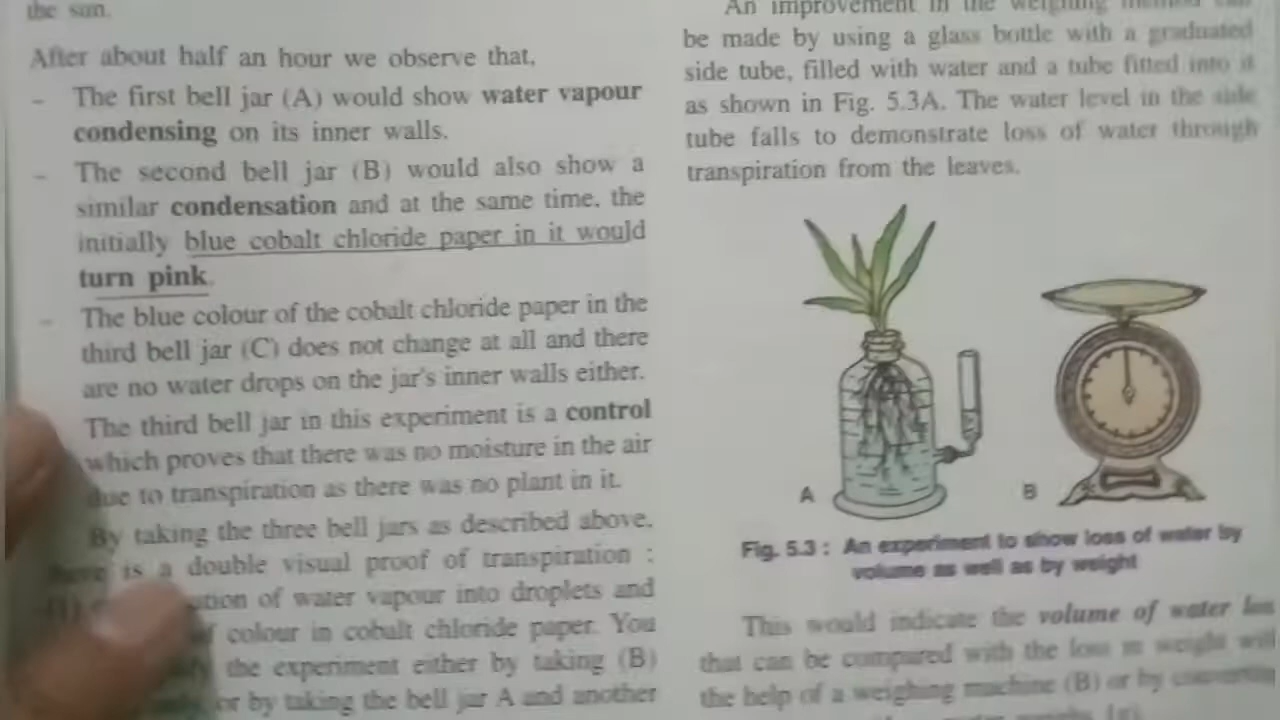 the sun.
After about half an hour we observe that,
- The first bell jar (A) would show water vapour
condensing on its inner walls.
- The second bell jar (B) would also show a
similar condensation and at the same time, the
initially blue cobalt chloride paper in it would
turn pink.
- The blue colour of the cobalt chloride paper in the
third bell jar (C) does not change at all and there
are no water drops on the jar's inner walls either.
The third bell jar in this experiment is a control
which proves that there was no moisture in the air
due to transpiration as there was no plant in it.
By taking the three bell jars as described above,
is a double visual proof of transpiration :
of water vapour into droplets and
colour in cobalt chloride paper. You
the experiment either by taking (B)
or by taking the bell jar A and another
An improvement in the weighing method can
be made by using a glass bottle with a graduated
side tube, filled with water and a tube fitted into it
as shown in Fig. 5.3A. The water level in the side
tube falls to demonstrate loss of water through
transpiration from the leaves.
A
B
Fig. 5.3 : An experiment to show loss of water by
volume as well as by weight
This would indicate the volume of water
that can be compared with the loss in weight
the help of a weighing machine (B) or by